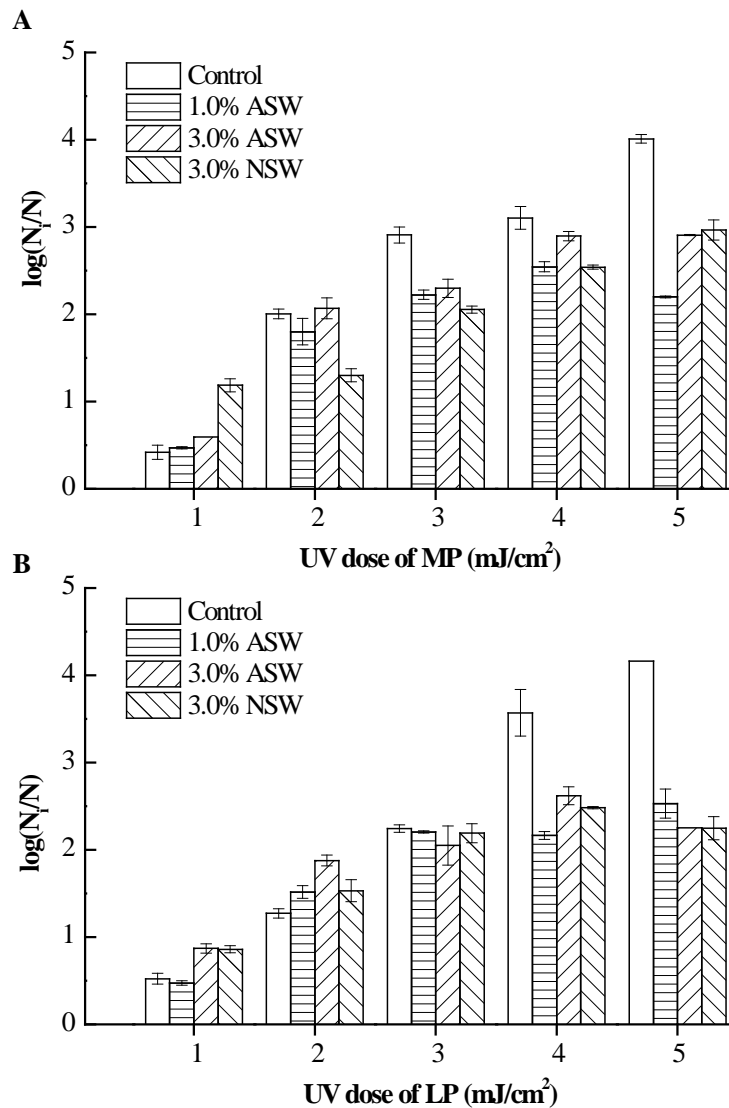 A
5
4
3
2
1
0
log(Nᵢ/N)
Control
1.0% ASW
3.0% ASW
3.0% NSW
1 2 3 4 5
UV dose of MP (mJ/cm²)
B
5
4
3
2
1
0
log(Nᵢ/N)
Control
1.0% ASW
3.0% ASW
3.0% NSW
1 2 3 4 5
UV dose of LP (mJ/cm²)